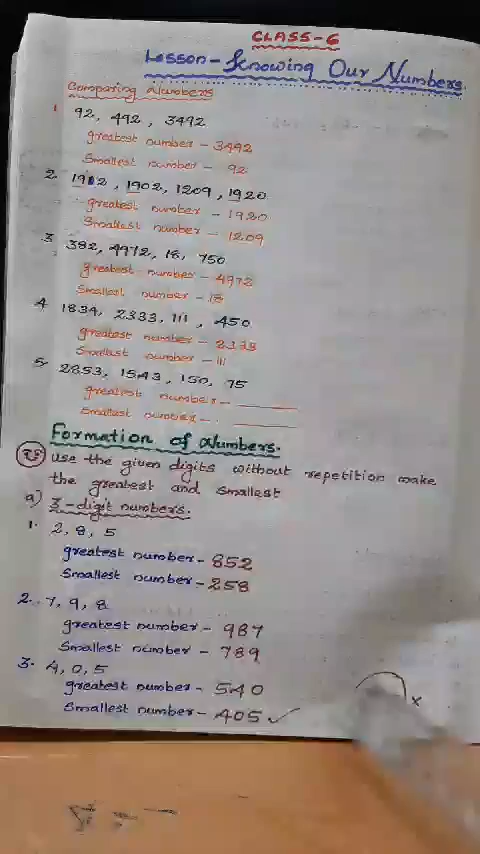 CLASS-6
Lesson - Knowing Our Numbers.
Comparing Numbers
1 92, 492, 3492
greatest number - 3492
Smallest number - 92
2. 1902, 1209, 1920
greatest number - 1920
Smallest number - 1209
3. 382, 4972, 18, 750
greatest number - 4972
Smallest number - 18
4. 1834, 2333, 111, 450
greatest number - 2333
Smallest number - 111
5. 2853, 1543, 150, 75
greatest number -
Smallest number -
Formation of Numbers.
Use the given digits without repetition make
the greatest and smallest
a) 3-digit numbers.
1. 2, 8, 5
greatest number - 852
Smallest number - 258
2. 7, 9, 8
greatest number - 987
Smallest number - 789
3. 4, 0, 5
greatest number - 540
Smallest number - 405 ✓
x